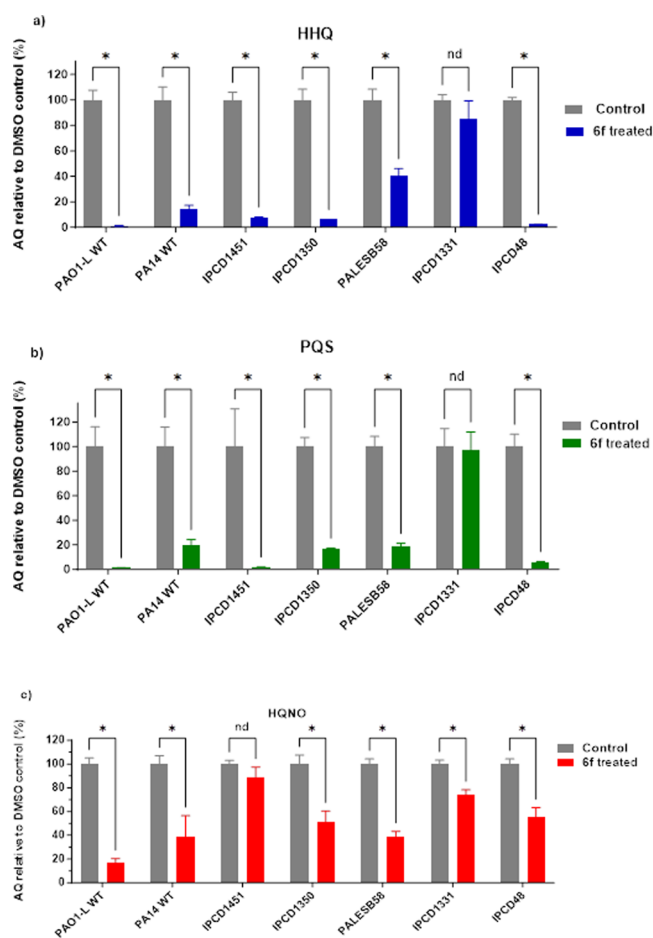 a)
HHQ
AQ relative to DMSO control (%)
* * * * * nd *
120
100
80
60
40
20
0
Control
6f treated
PAO1-L WT PA14 WT IPCD1451 IPCD1350 PALESB58 IPCD1331 IPCD48
b)
PQS
AQ relative to DMSO control (%)
* * * * * nd *
120
100
80
60
40
20
0
Control
6f treated
PAO1-L WT PA14 WT IPCD1451 IPCD1350 PALESB58 IPCD1331 IPCD48
c)
HQNO
AQ relative to DMSO control (%)
* * nd * * * *
120
100
80
60
40
20
0
Control
6f treated
PAO1-L WT PA14 WT IPCD1451 IPCD1350 PALESB58 IPCD1331 IPCD48